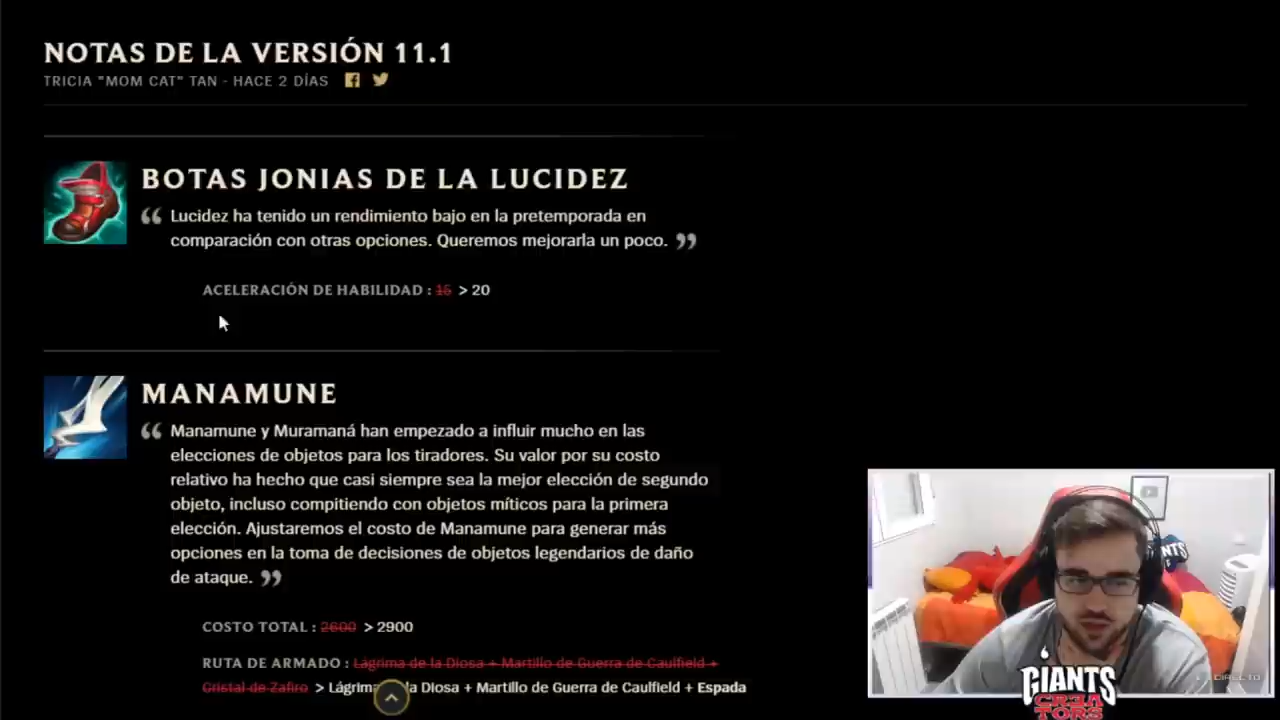 NOTAS DE LA VERSIÓN 11.1
TRICIA "MOM CAT" TAN - HACE 2 DÍAS
BOTAS JONIAS DE LA LUCIDEZ
“ Lucidez ha tenido un rendimiento bajo en la pretemporada en
comparación con otras opciones. Queremos mejorarla un poco. ”
ACELERACIÓN DE HABILIDAD : 15 > 20
MANAMUNE
“ Manamune y Muramaná han empezado a influir mucho en las
elecciones de objetos para los tiradores. Su valor por su costo
relativo ha hecho que casi siempre sea la mejor elección de segundo
objeto, incluso compitiendo con objetos míticos para la primera
elección. Ajustaremos el costo de Manamune para generar más
opciones en la toma de decisiones de objetos legendarios de daño
de ataque. ”
COSTO TOTAL : 2600 > 2900
RUTA DE ARMADO : Lágrima de la Diosa + Martillo de Guerra de Caulfield +
Cristal de Zafiro > Lágrima la Diosa + Martillo de Guerra de Caulfield + Espada
NTS
GIANTS
CREA
TORS
DIRECTO